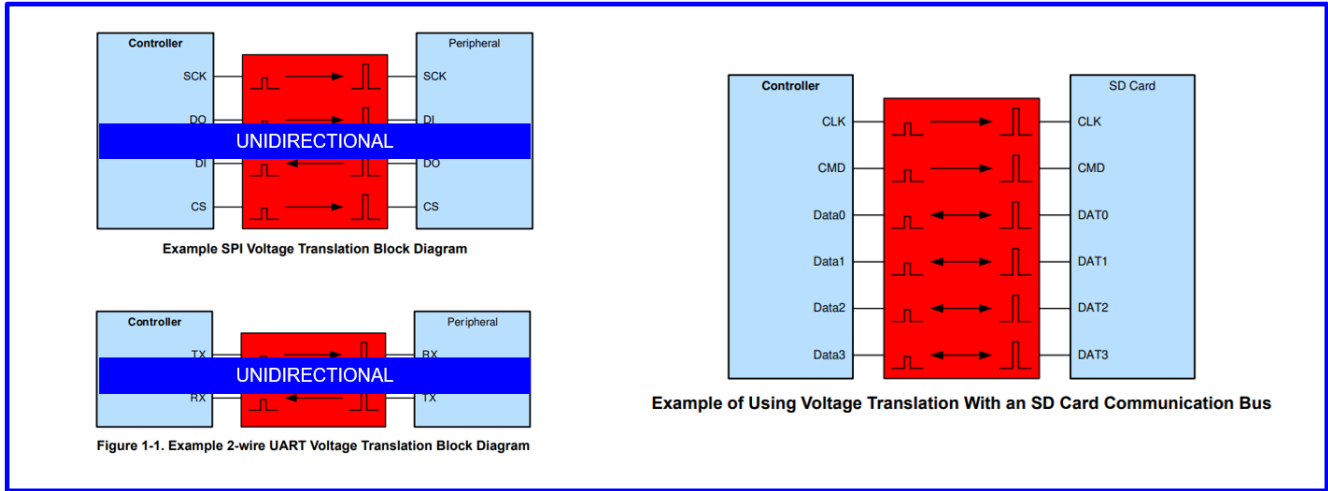 Controller
Peripheral
SCK
SCK
DO
DI
UNIDIRECTIONAL
DI
DO
CS
CS
Example SPI Voltage Translation Block Diagram
Controller
Peripheral
TX
RX
UNIDIRECTIONAL
RX
TX
Figure 1-1. Example 2-wire UART Voltage Translation Block Diagram
Controller
SD Card
CLK
CLK
CMD
CMD
Data0
DAT0
Data1
DAT1
Data2
DAT2
Data3
DAT3
Example of Using Voltage Translation With an SD Card Communication Bus